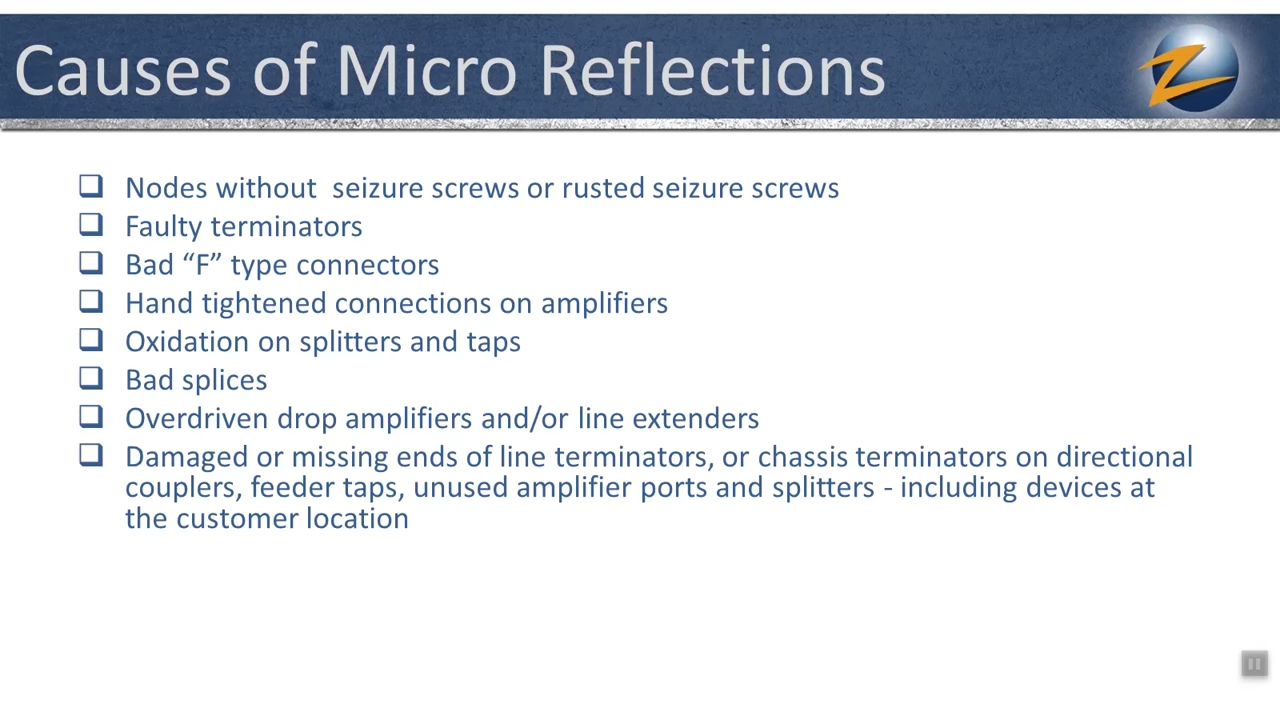 Causes of Micro Reflections
Nodes without  seizure screws or rusted seizure screws
Faulty terminators
Bad “F” type connectors
Hand tightened connections on amplifiers
Oxidation on splitters and taps
Bad splices
Overdriven drop amplifiers and/or line extenders
Damaged or missing ends of line terminators, or chassis terminators on directional
couplers, feeder taps, unused amplifier ports and splitters - including devices at
the customer location